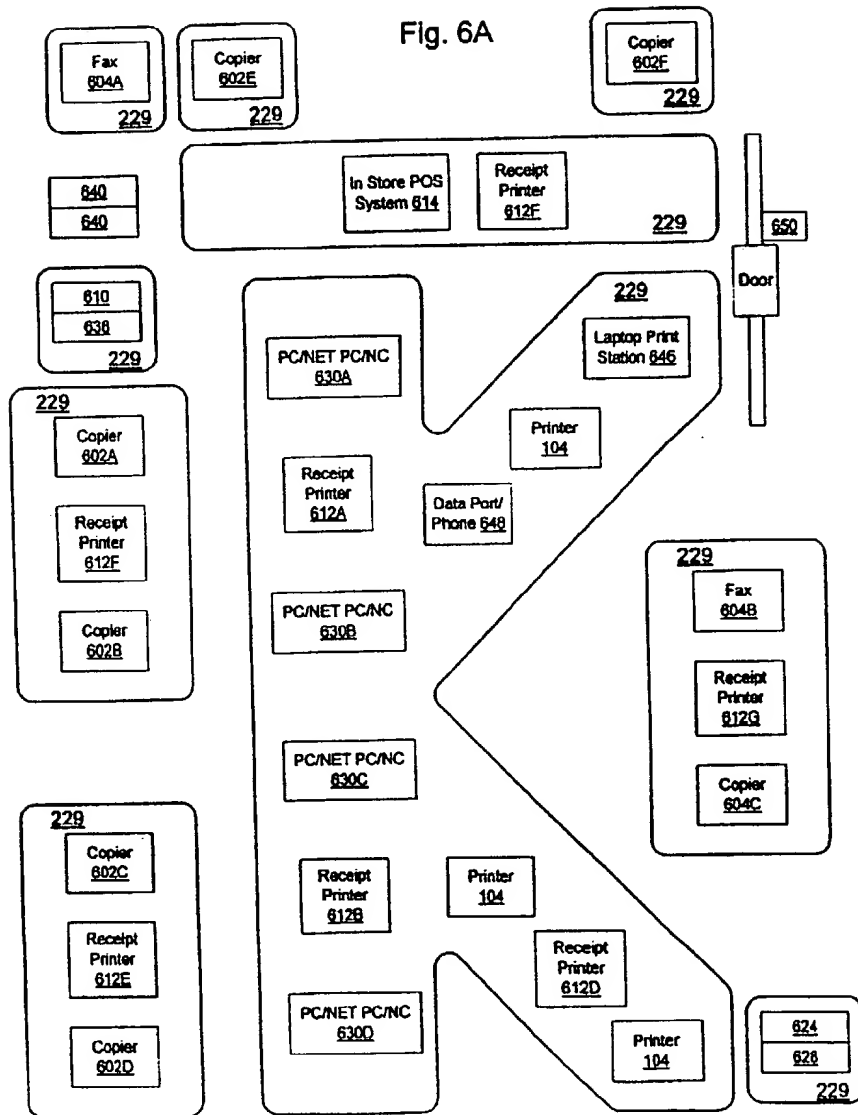 Fig. 6A
Fax
604A
229
Copier
602E
229
Copier
602F
229
In Store POS
System 614
Receipt
Printer
612F
229
640
640
650
Door
610
638
229
229
Laptop Print
Station 646
PC/NET PC/NC
630A
Printer
104
Receipt
Printer
612A
Data Port/
Phone 648
PC/NET PC/NC
630B
PC/NET PC/NC
630C
Receipt
Printer
612B
Printer
104
Receipt
Printer
612D
PC/NET PC/NC
630D
Printer
104
229
Copier
602A
Receipt
Printer
612F
Copier
602B
229
Fax
604B
Receipt
Printer
612G
Copier
604C
229
Copier
602C
Receipt
Printer
612E
Copier
602D
624
628
229